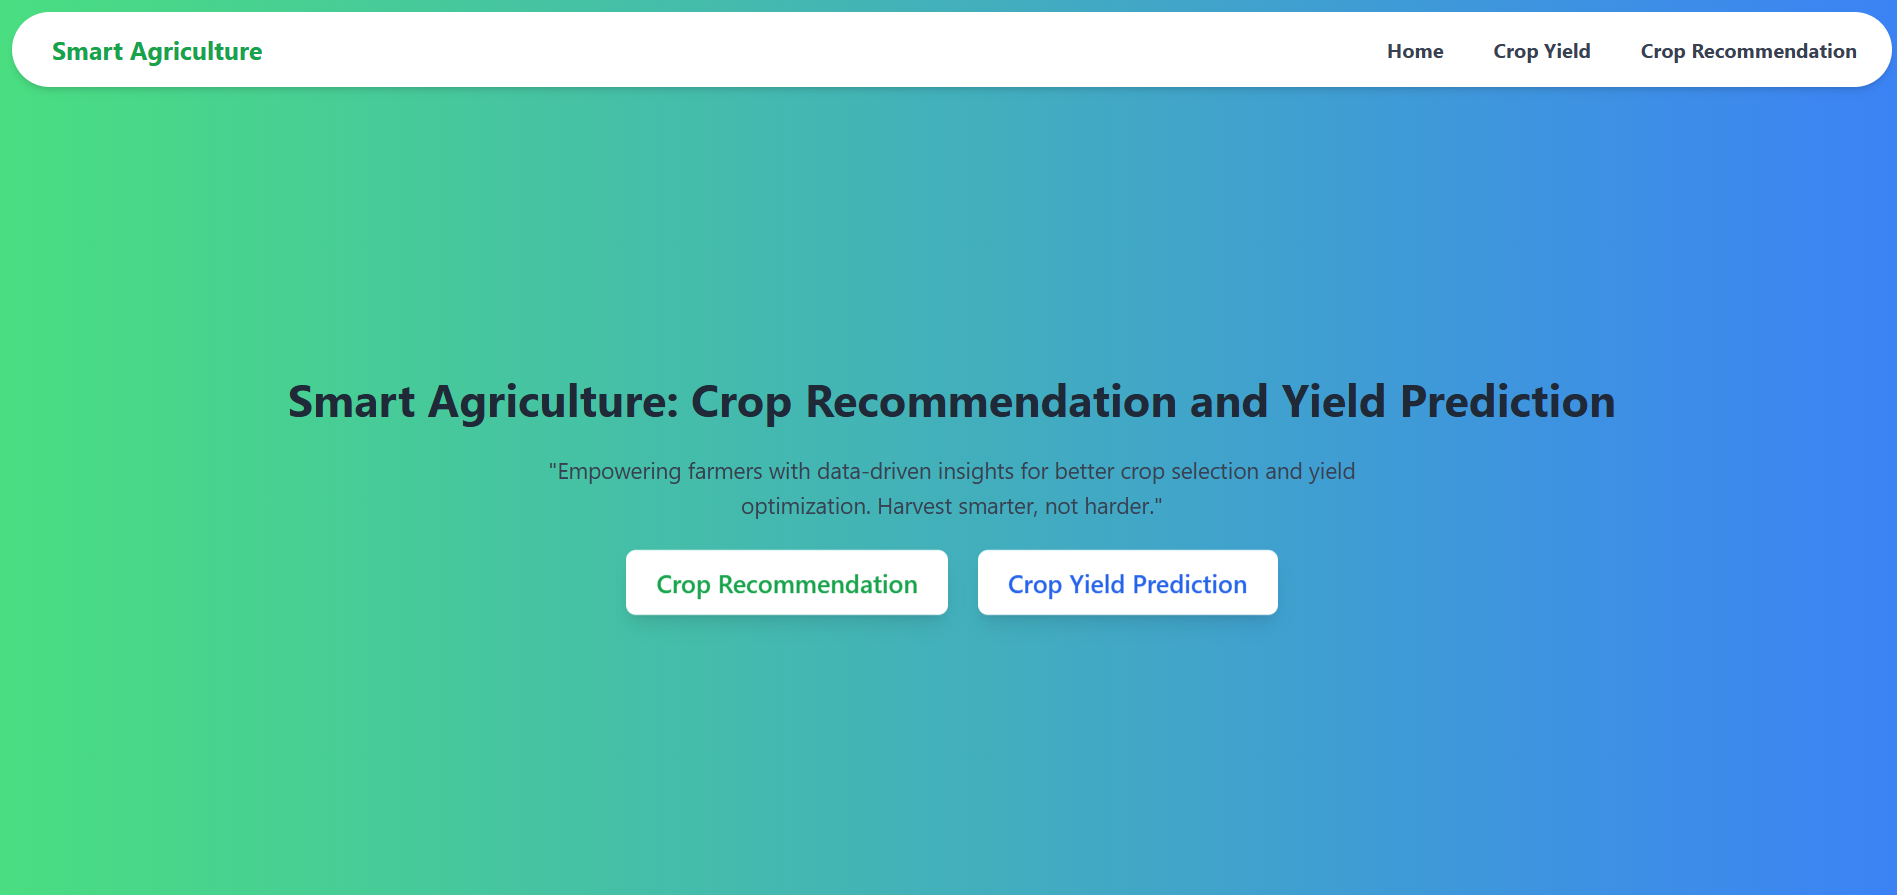 Smart Agriculture
Home
Crop Yield
Crop Recommendation
Smart Agriculture: Crop Recommendation and Yield Prediction
"Empowering farmers with data-driven insights for better crop selection and yield
optimization. Harvest smarter, not harder."
Crop Recommendation
Crop Yield Prediction